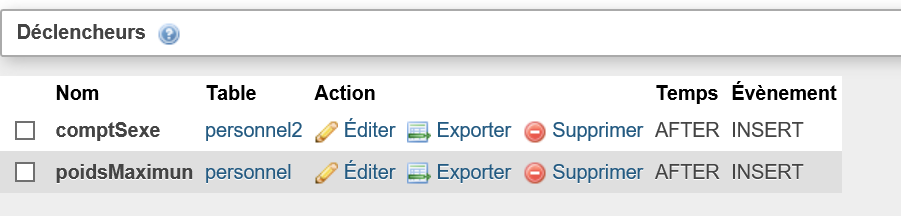 Déclencheurs
Nom Table Action Temps Évènement
comptSexe personnel2 Éditer Exporter Supprimer AFTER INSERT
poidsMaximun personnel Éditer Exporter Supprimer AFTER INSERT